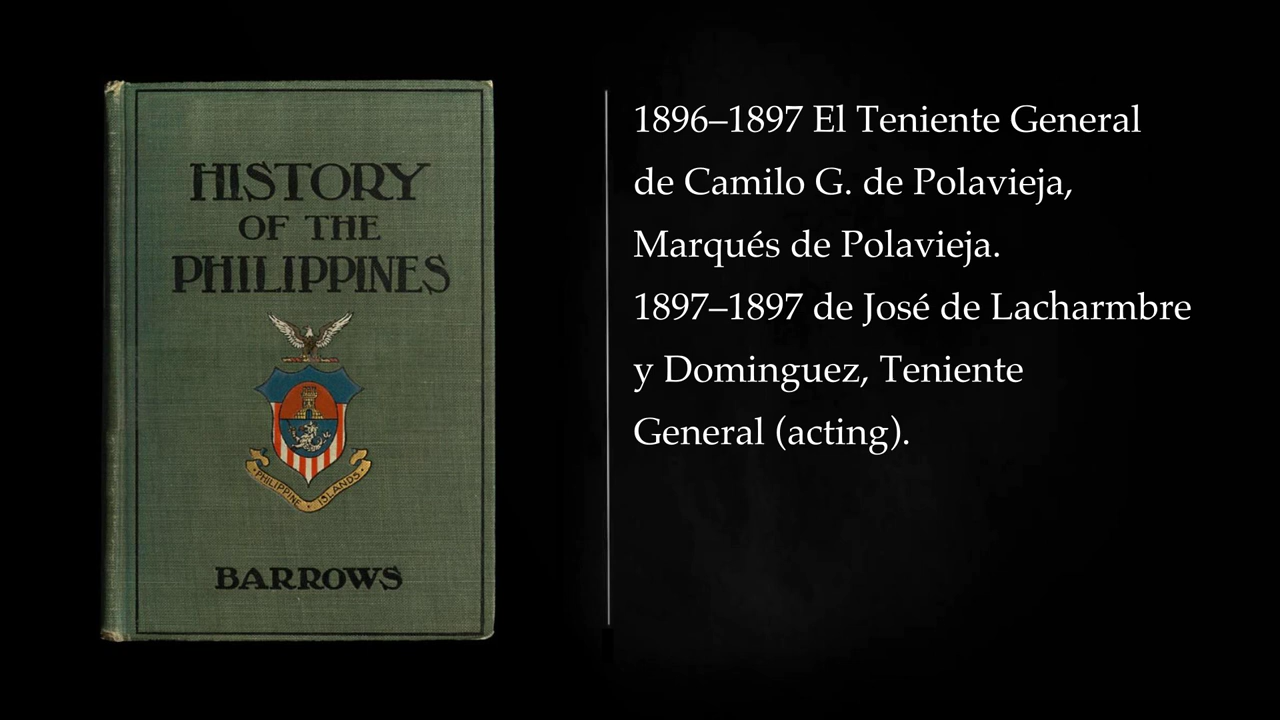 HISTORY
OF THE
PHILIPPINES
PHILIPPINE ISLANDS
BARROWS
1896–1897 El Teniente General
de Camilo G. de Polavieja,
Marqués de Polavieja.
1897–1897 de José de Lacharmbre
y Dominguez, Teniente
General (acting).